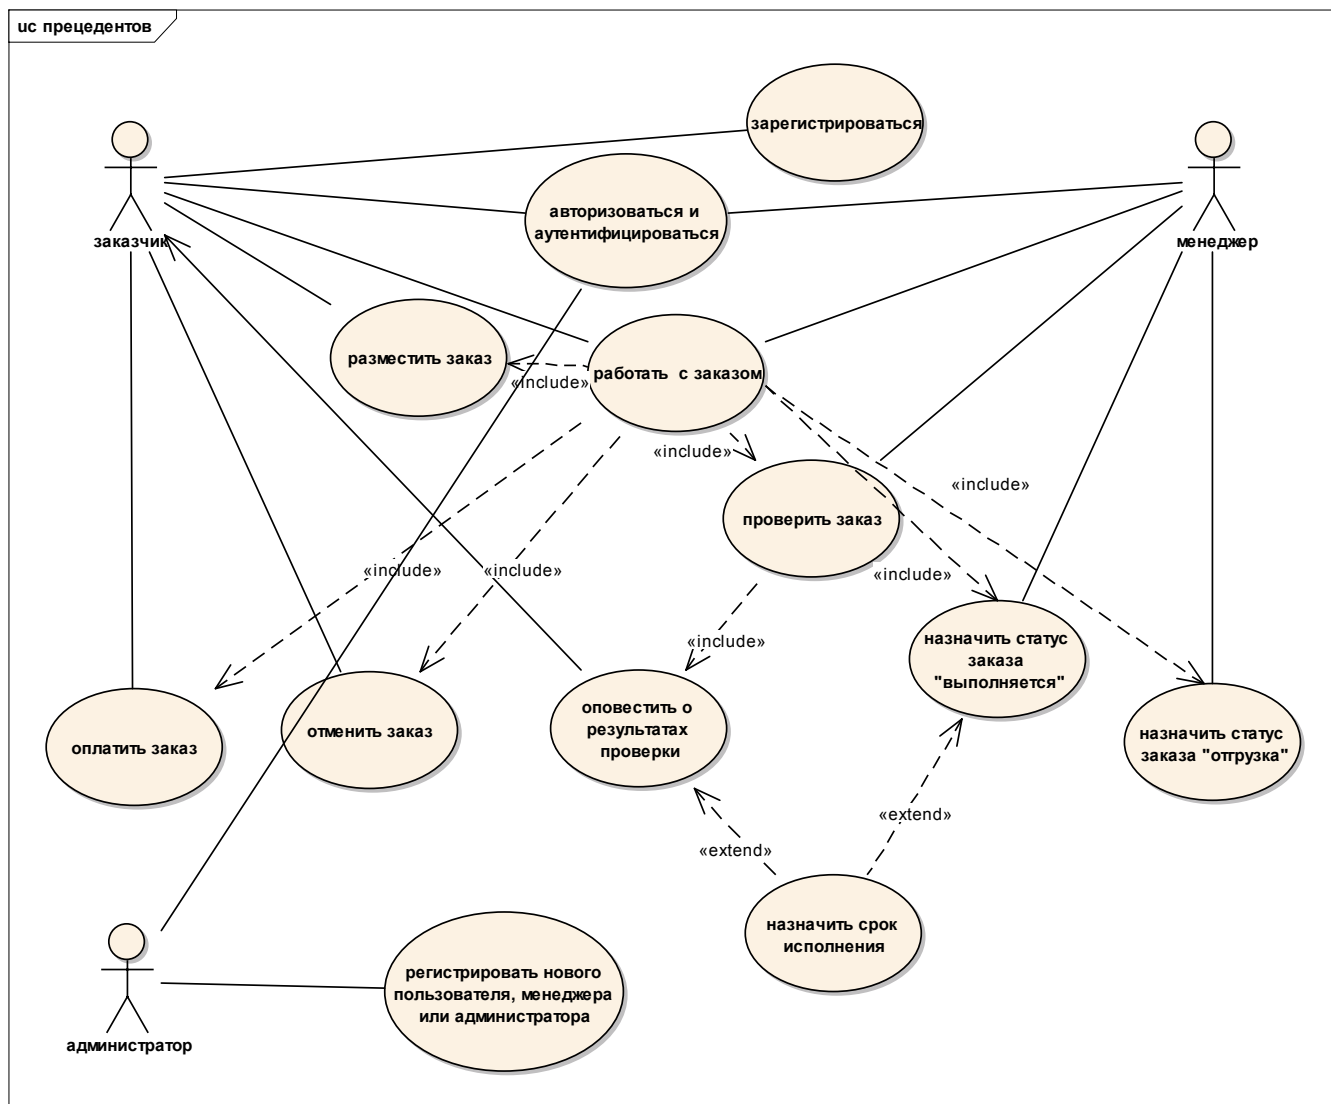 uc прецедентов
зарегистрироваться
заказчик
авторизоваться и
аутентифицироваться
менеджер
разместить заказ
«include»
работать с заказом
«include»
«include»
проверить заказ
«include»
«include»
«include»
«include»
оплатить заказ
отменить заказ
оповестить о
результатах
проверки
назначить статус
заказа
"выполняется"
назначить статус
заказа "отгрузка"
«extend»
«extend»
назначить срок
исполнения
администратор
регистрировать нового
пользователя, менеджера
или администратора